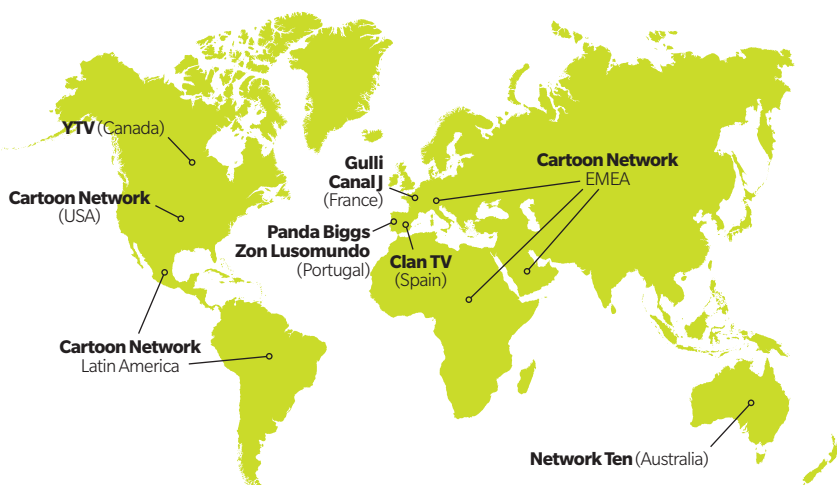 YTV (Canada)
Cartoon Network
(USA)
Gulli
Canal J
(France)
Cartoon Network
EMEA
Panda Biggs
Zon Lusomundo
(Portugal)
Clan TV
(Spain)
Cartoon Network
Latin America
Network Ten (Australia)